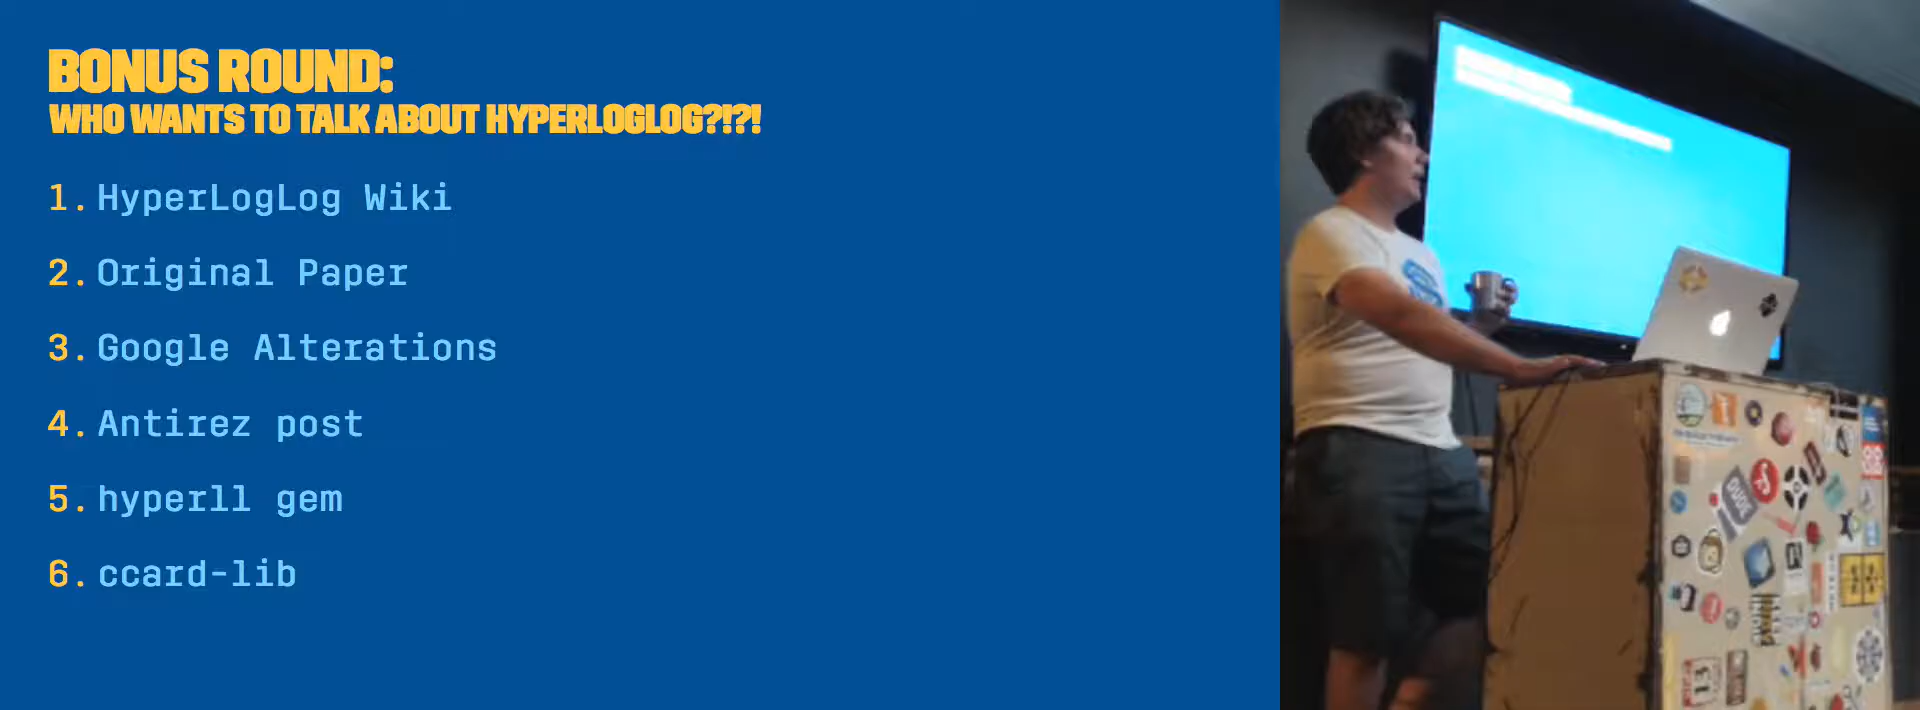 BONUS ROUND:
WHO WANTS TO TALK ABOUT HYPERLOGLOG?!?!
1. HyperLogLog Wiki
2. Original Paper
3. Google Alterations
4. Antirez post
5. hyperll gem
6. ccard-lib